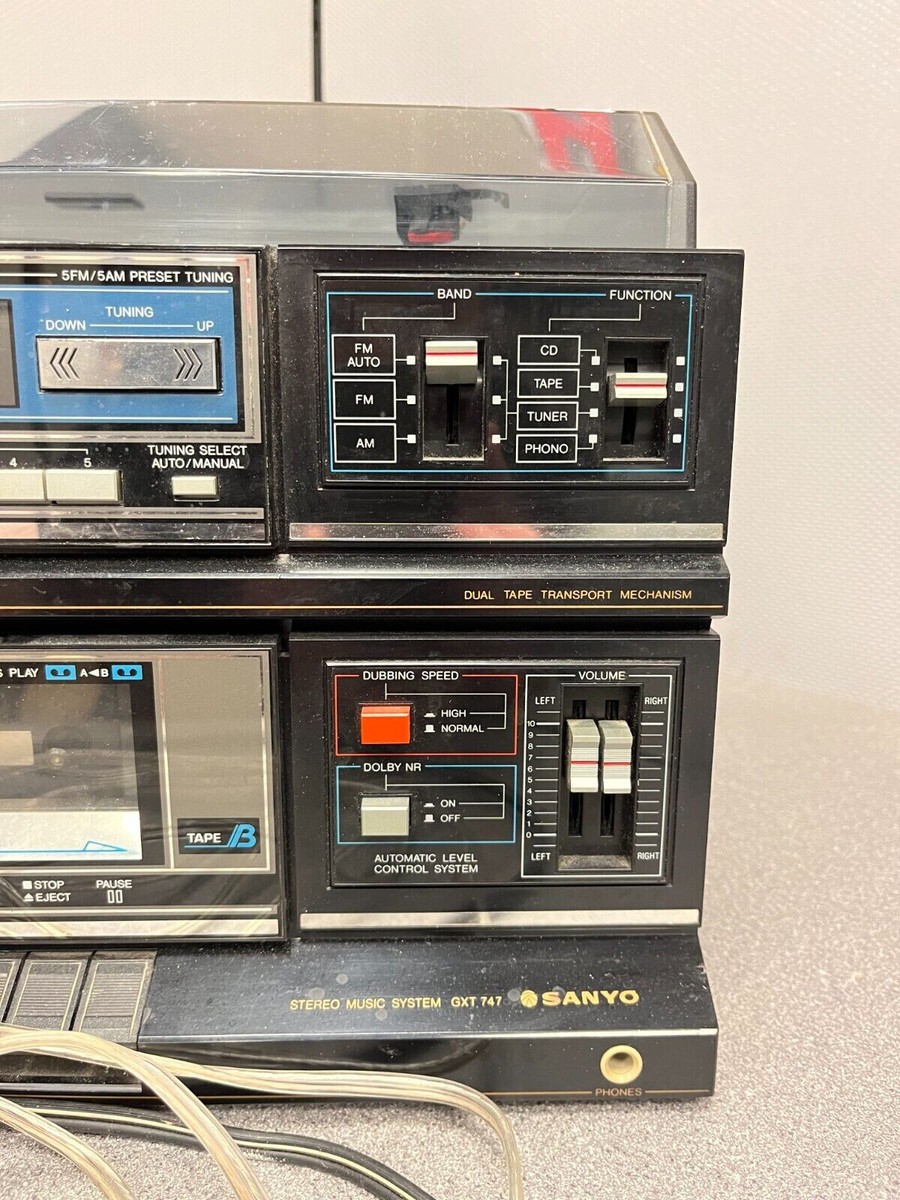 5FM/5AM PRESET TUNING
TUNING
DOWN UP
4 5
TUNING SELECT
AUTO/MANUAL
BAND
FM
AUTO
FM
AM
FUNCTION
CD
TAPE
TUNER
PHONO
DUAL TAPE TRANSPORT MECHANISM
PLAY A◄B
TAPE B
■STOP
▲EJECT
PAUSE
DUBBING SPEED
HIGH
NORMAL
DOLBY NR
ON
OFF
AUTOMATIC LEVEL
CONTROL SYSTEM
VOLUME
LEFT RIGHT
10
9
8
7
6
5
4
3
2
1
0
LEFT RIGHT
STEREO MUSIC SYSTEM GXT 747 SANYO
PHONES